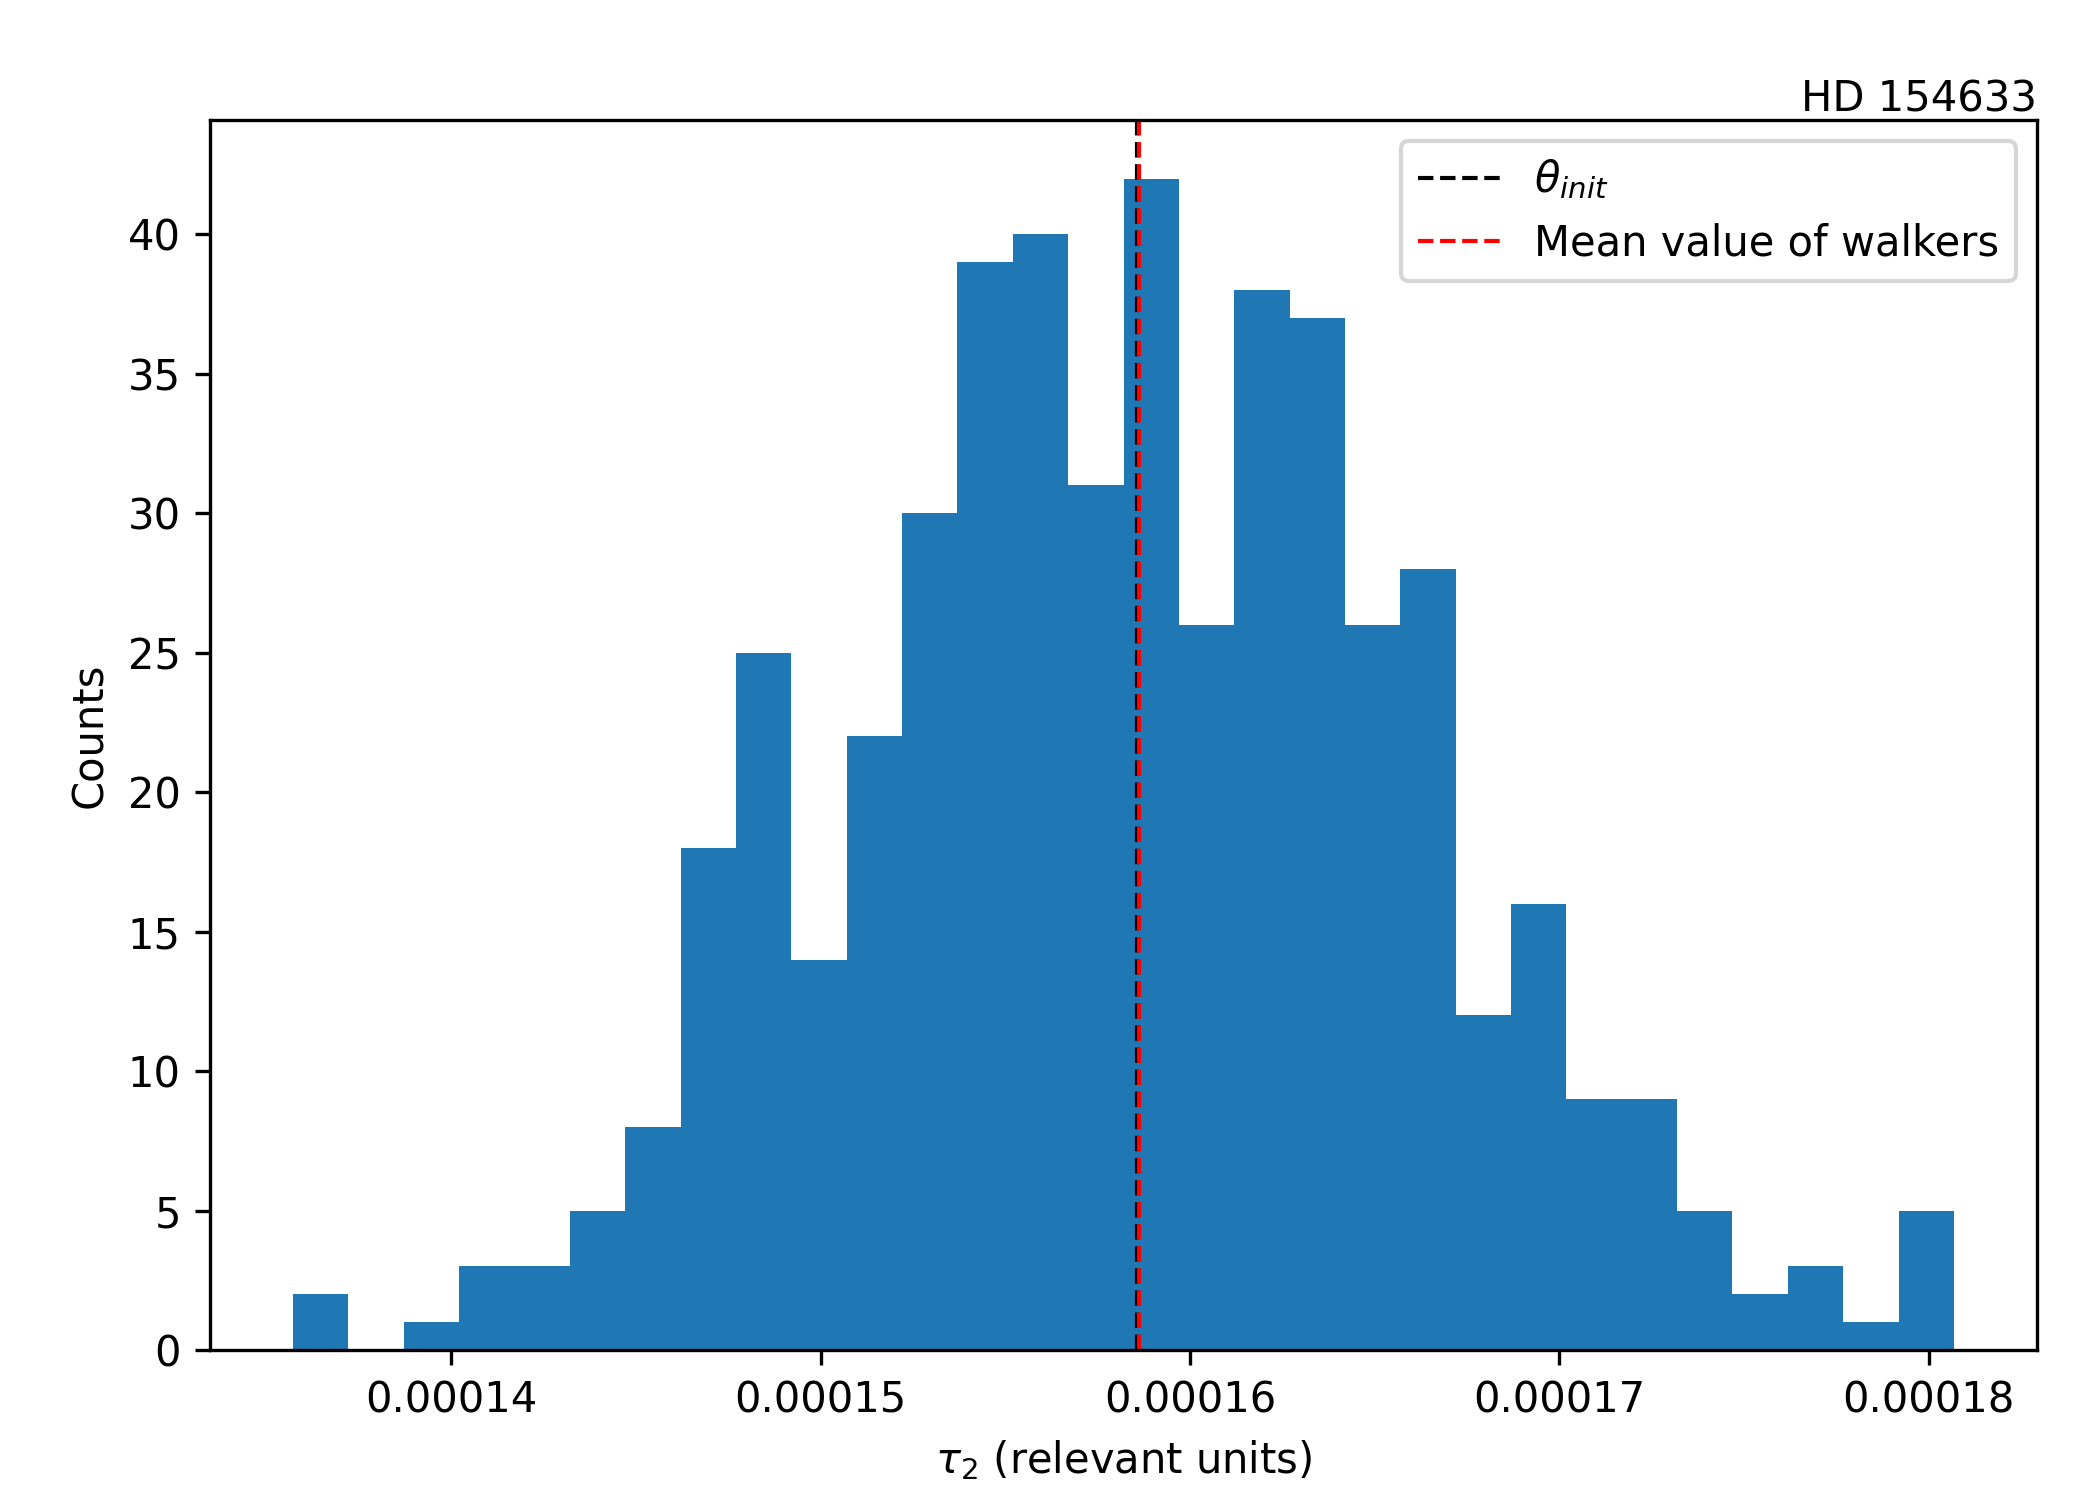 HD 154633
θinit
Mean value of walkers
40
35
30
25
20
15
10
5
0
Counts
0.00014 0.00015 0.00016 0.00017 0.00018
τ2 (relevant units)